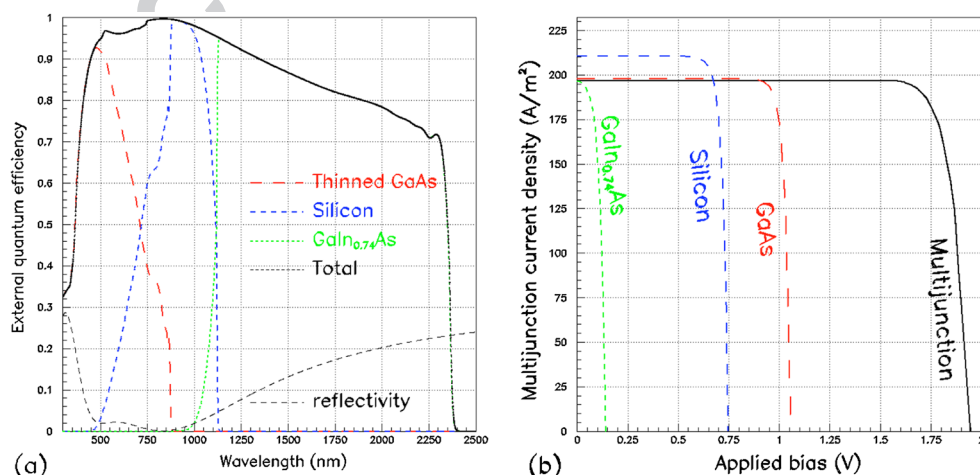 (a)
External quantum efficiency
1
0.9
0.8
0.7
0.6
0.5
0.4
0.3
0.2
0.1
0
Thinned GaAs
Silicon
GaIn0.74As
Total
reflectivity
500 750 1000 1250 1500 1750 2000 2250 2500
Wavelength (nm)
(b)
Multijunction current density (A/m²)
225
200
175
150
125
100
75
50
25
0
GaIn0.74As
Silicon
GaAs
Multijunction
0 0.25 0.5 0.75 1 1.25 1.5 1.75 2
Applied bias (V)
(a)
(b)